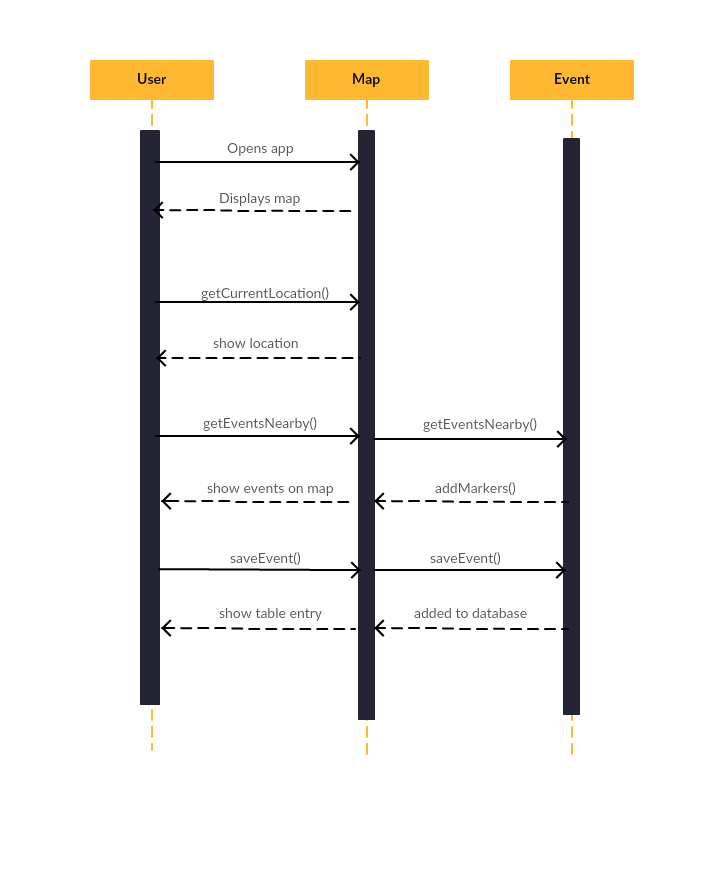 User
Map
Event
Opens app
Displays map
getCurrentLocation()
show location
getEventsNearby()
getEventsNearby()
show events on map
addMarkers()
saveEvent()
saveEvent()
show table entry
added to database